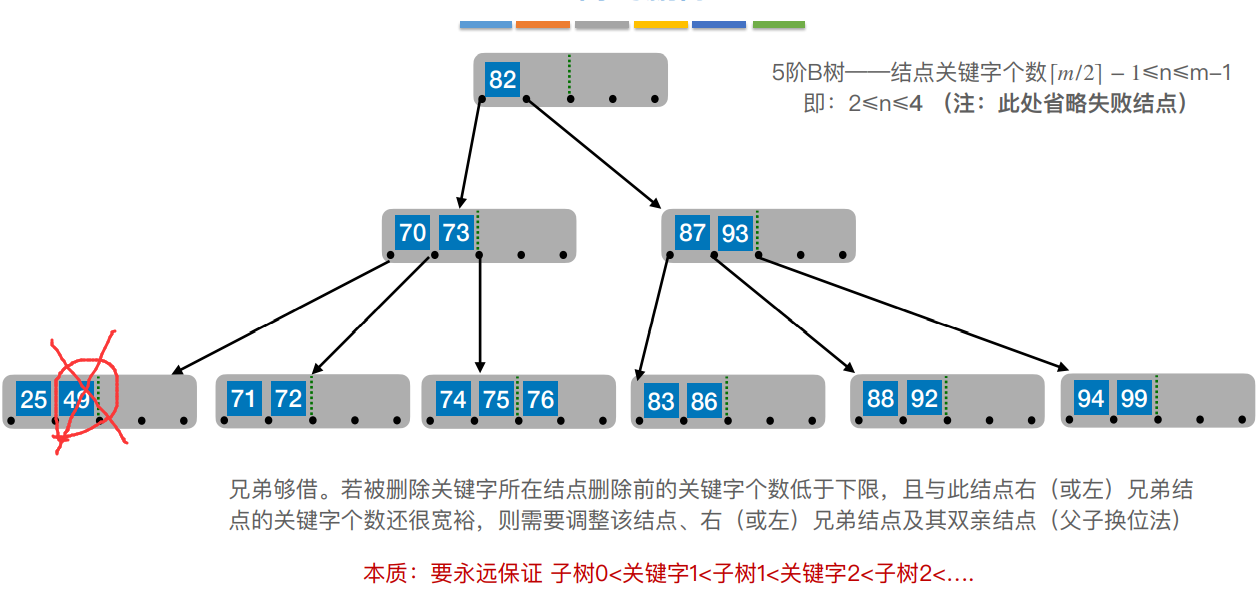 82
5阶B树——结点关键字个数⌈m/2⌉ − 1≤n≤m−1
即：2≤n≤4 （注：此处省略失败结点）
70 73
87 93
25 49
71 72
74 75 76
83 86
88 92
94 99
兄弟够借。若被删除关键字所在结点删除前的关键字个数低于下限，且与此结点右（或左）兄弟结
点的关键字个数还很宽裕，则需要调整该结点、右（或左）兄弟结点及其双亲结点（父子换位法）
本质：要永远保证 子树0<关键字1<子树1<关键字2<子树2<....